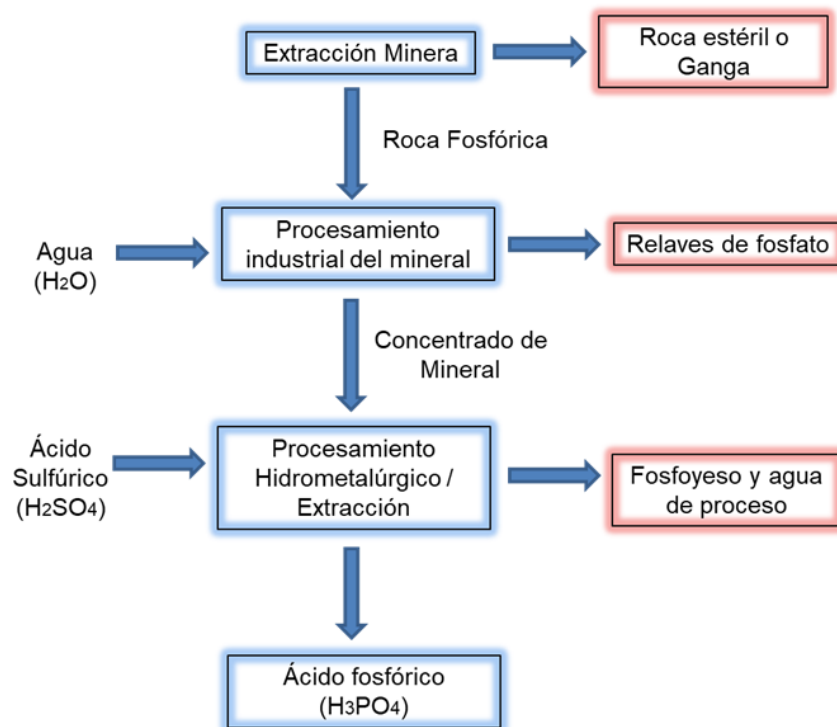 Extracción Minera
Roca estéril o
Ganga
Roca Fosfórica
Agua
(H2O)
Procesamiento
industrial del mineral
Relaves de fosfato
Concentrado de
Mineral
Ácido
Sulfúrico
(H2SO4)
Procesamiento
Hidrometalúrgico /
Extracción
Fosfoyeso y agua
de proceso
Ácido fosfórico
(H3PO4)